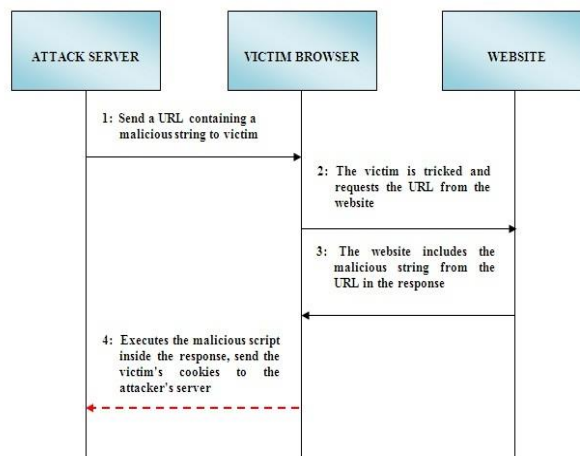 ATTACK SERVER
VICTIM BROWSER
WEBSITE
1: Send a URL containing a
malicious string to victim
2: The victim is tricked and
requests the URL from the
website
3: The website includes the
malicious string from the
URL in the response
4: Executes the malicious script
inside the response, send the
victim's cookies to the
attacker's server